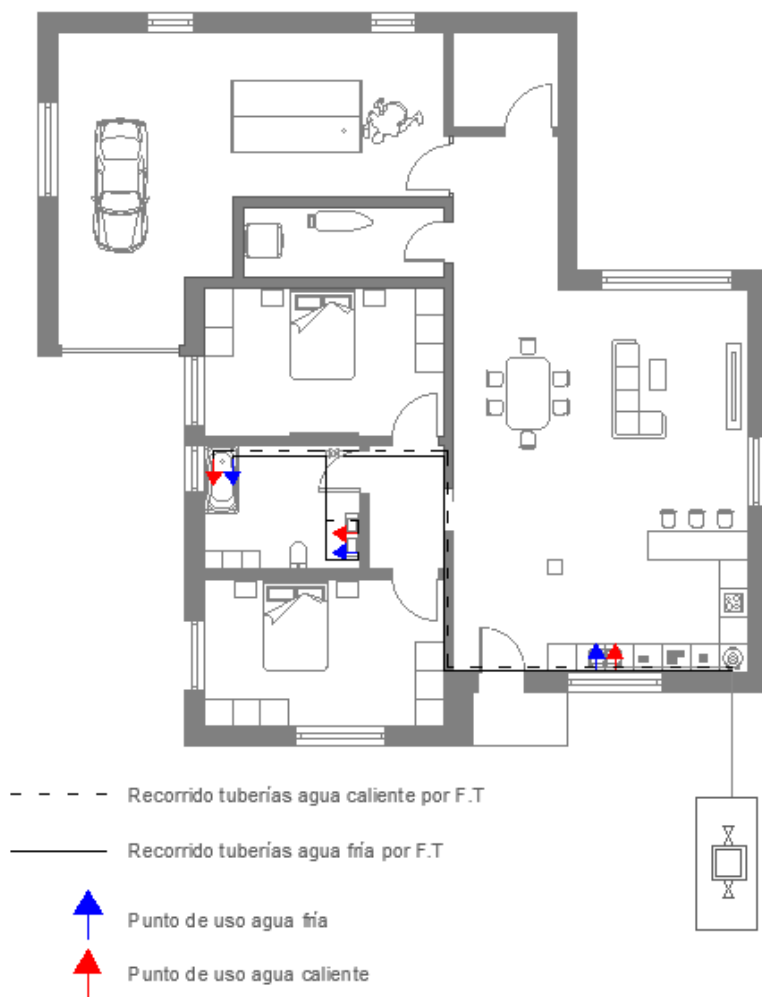 Recorrido tuberías agua caliente por F.T
Recorrido tuberías agua fría por F.T
Punto de uso agua fría
Punto de uso agua caliente